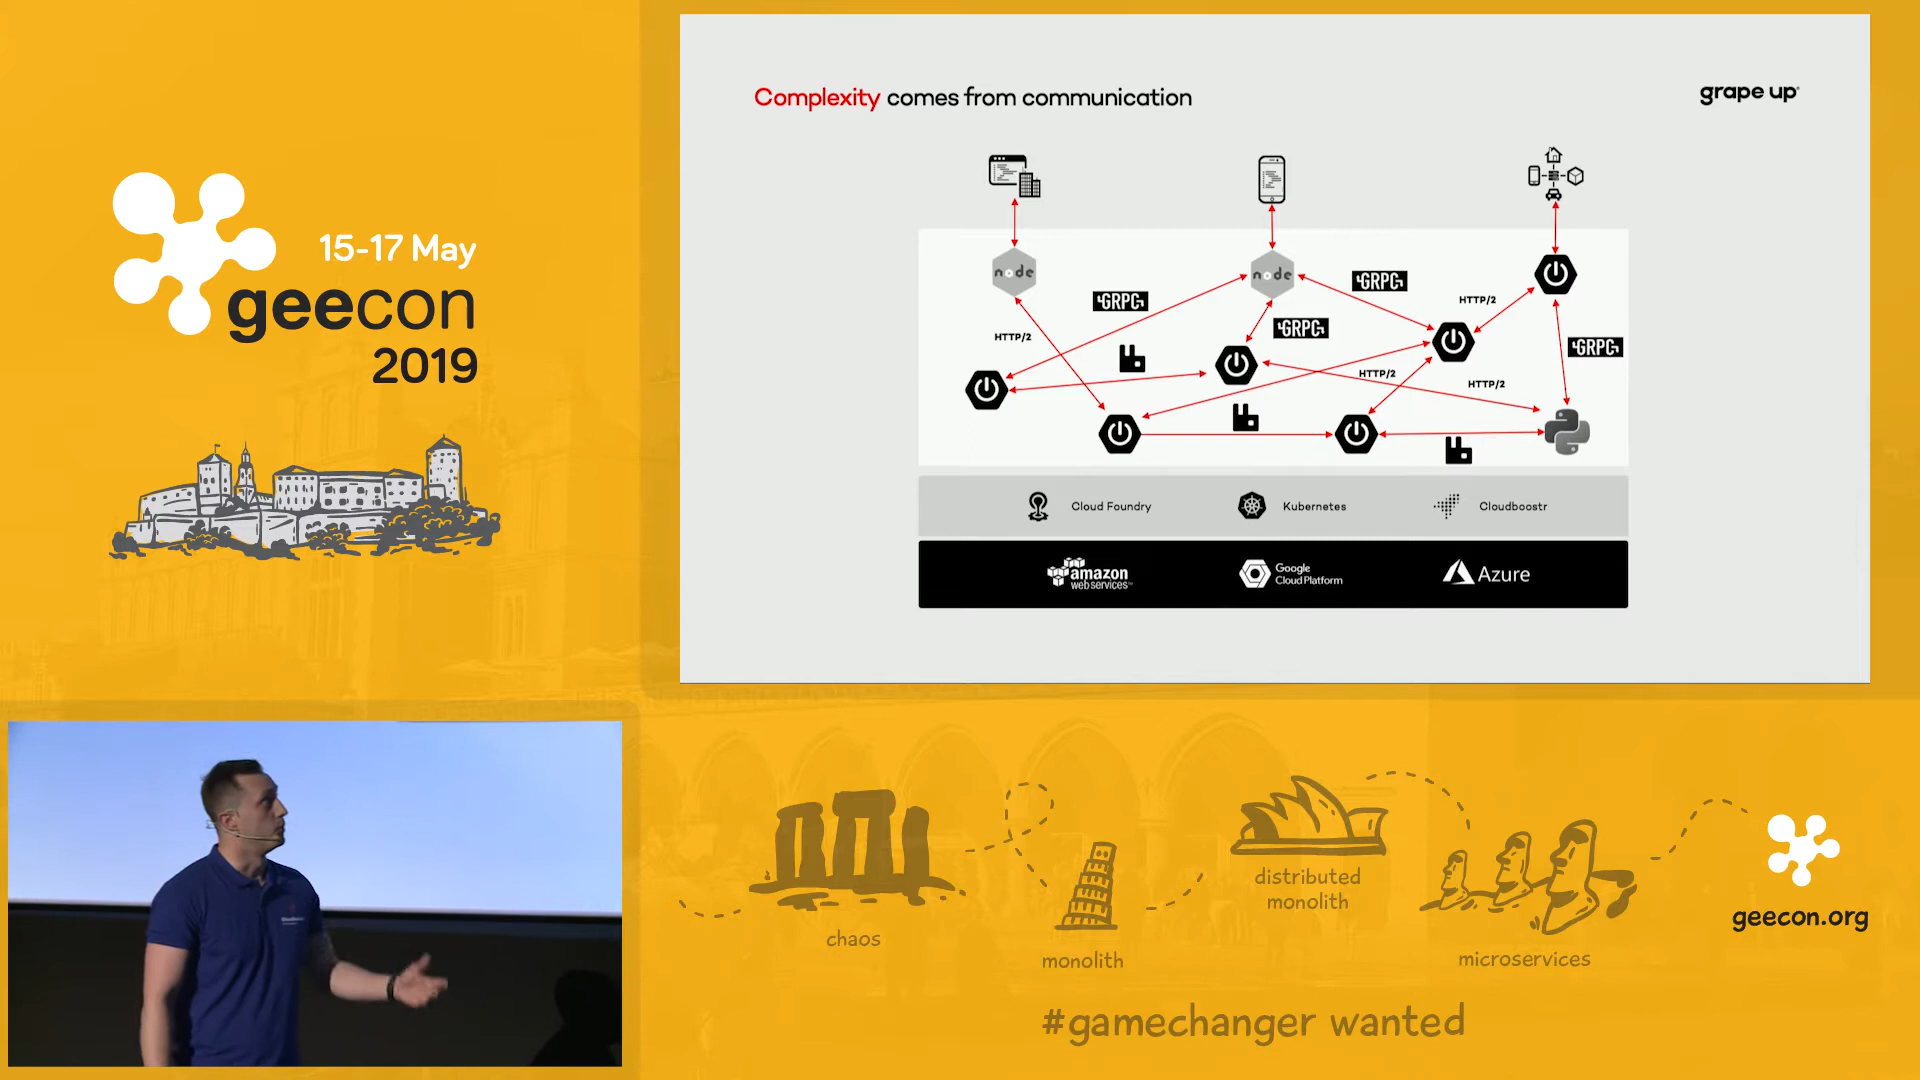 15-17 May
geecon
2019
Complexity comes from communication
grape up
node
node
GRPC
GRPC
GRPC
GRPC
HTTP/2
HTTP/2
HTTP/2
HTTP/2
Cloud Foundry
Kubernetes
Cloudboostr
amazon
web services™
Google
Cloud Platform
Azure
chaos
monolith
distributed
monolith
microservices
geecon.org
#gamechanger wanted